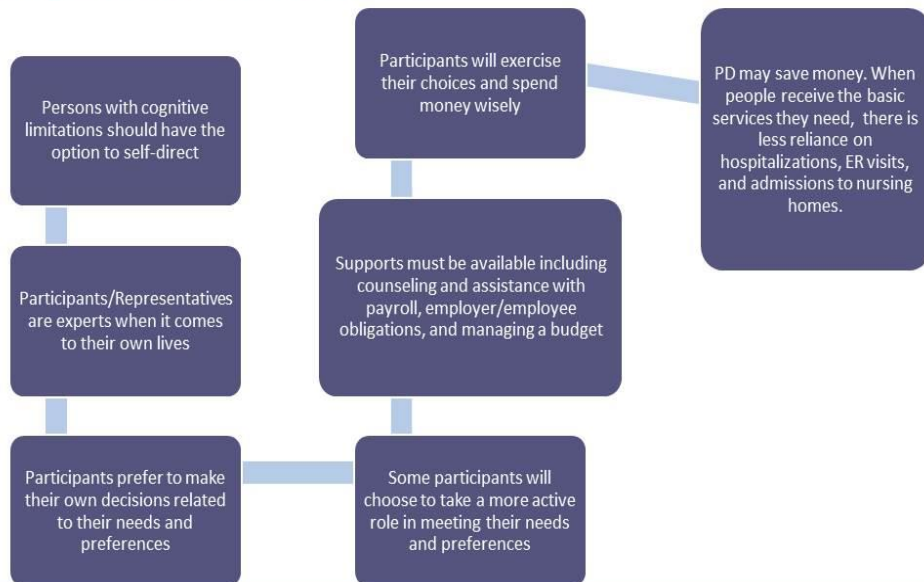 Persons with cognitive
limitations should have the
option to self-direct
Participants/Representatives
are experts when it comes
to their own lives
Participants prefer to make
their own decisions related
to their needs and
preferences
Some participants will
choose to take a more active
role in meeting their needs
and preferences
Supports must be available including
counseling and assistance with
payroll, employer/employee
obligations, and managing a budget
Participants will exercise
their choices and spend
money wisely
PD may save money. When
people receive the basic
services they need, there is
less reliance on
hospitalizations, ER visits,
and admissions to nursing
homes.